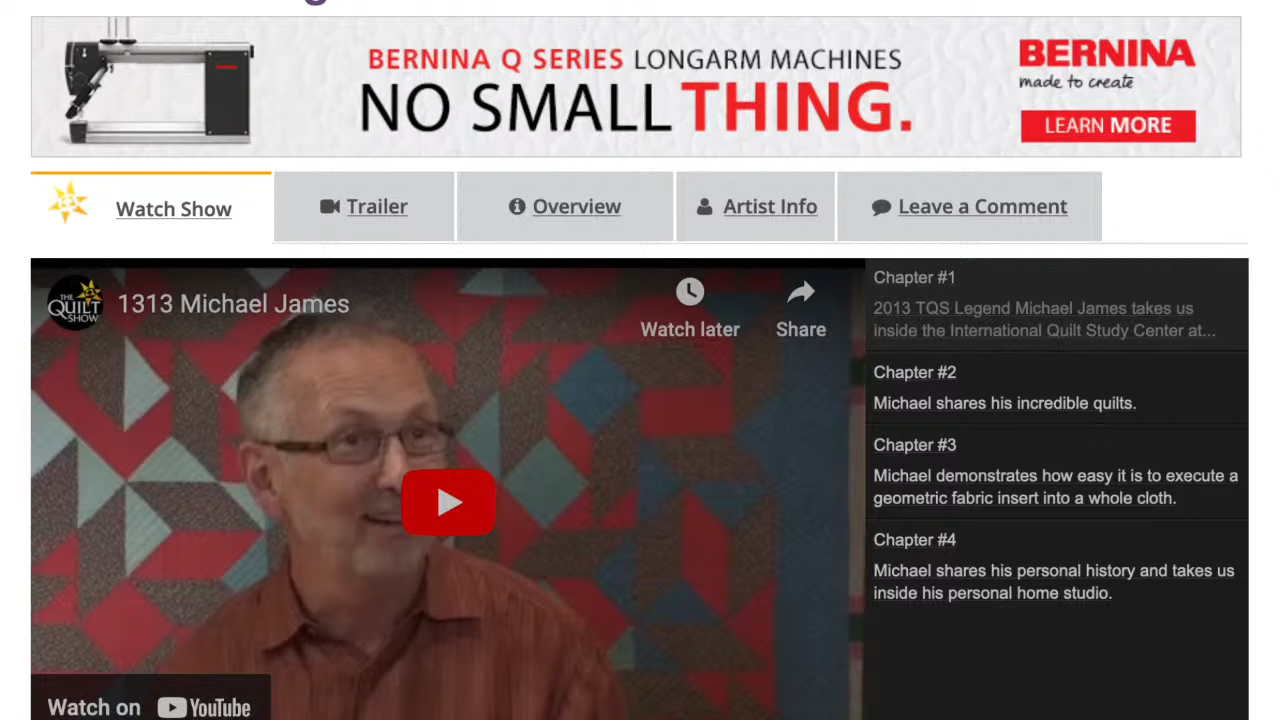 BERNINA Q SERIES LONGARM MACHINES
NO SMALL THING.
BERNINA
made to create
LEARN MORE
Watch Show
Trailer
Overview
Artist Info
Leave a Comment
THE
QUILT
SHOW
1313 Michael James
Watch later
Share
Chapter #1
2013 TQS Legend Michael James takes us
inside the International Quilt Study Center at...
Chapter #2
Michael shares his incredible quilts.
Chapter #3
Michael demonstrates how easy it is to execute a
geometric fabric insert into a whole cloth.
Chapter #4
Michael shares his personal history and takes us
inside his personal home studio.
Watch on YouTube